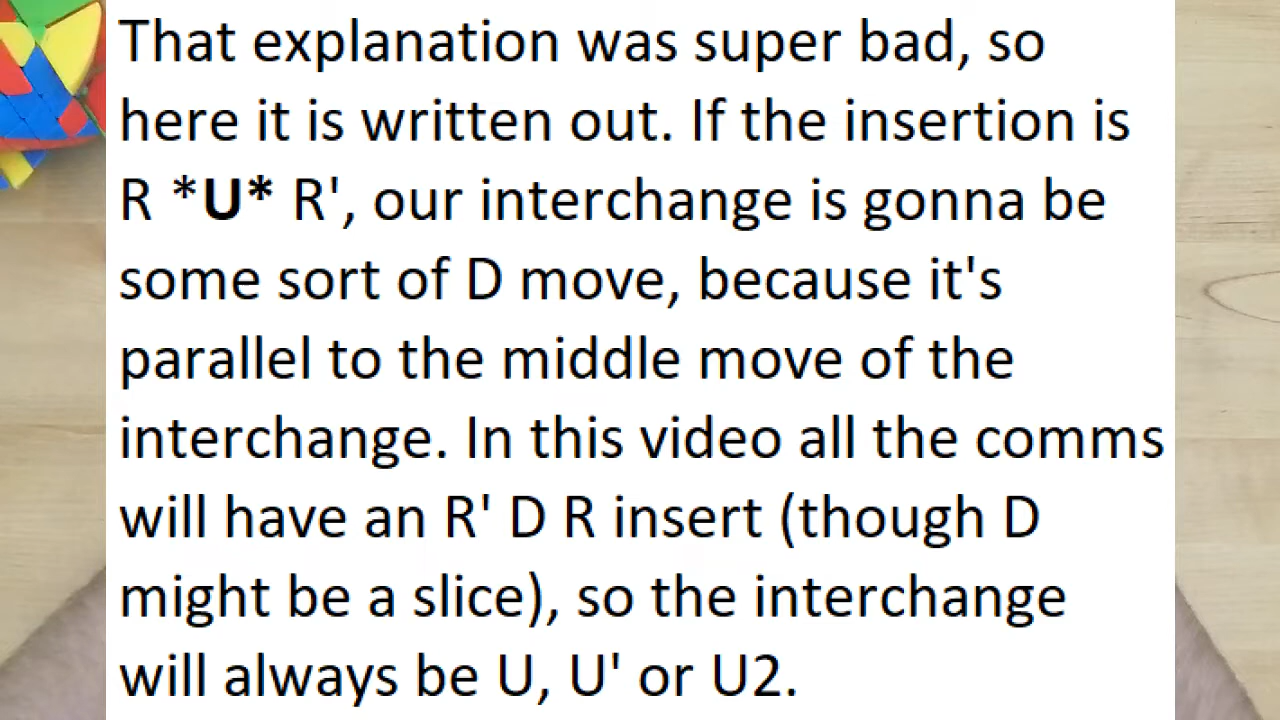 That explanation was super bad, so
here it is written out. If the insertion is
R *U* R', our interchange is gonna be
some sort of D move, because it's
parallel to the middle move of the
interchange. In this video all the comms
will have an R' D R insert (though D
might be a slice), so the interchange
will always be U, U' or U2.